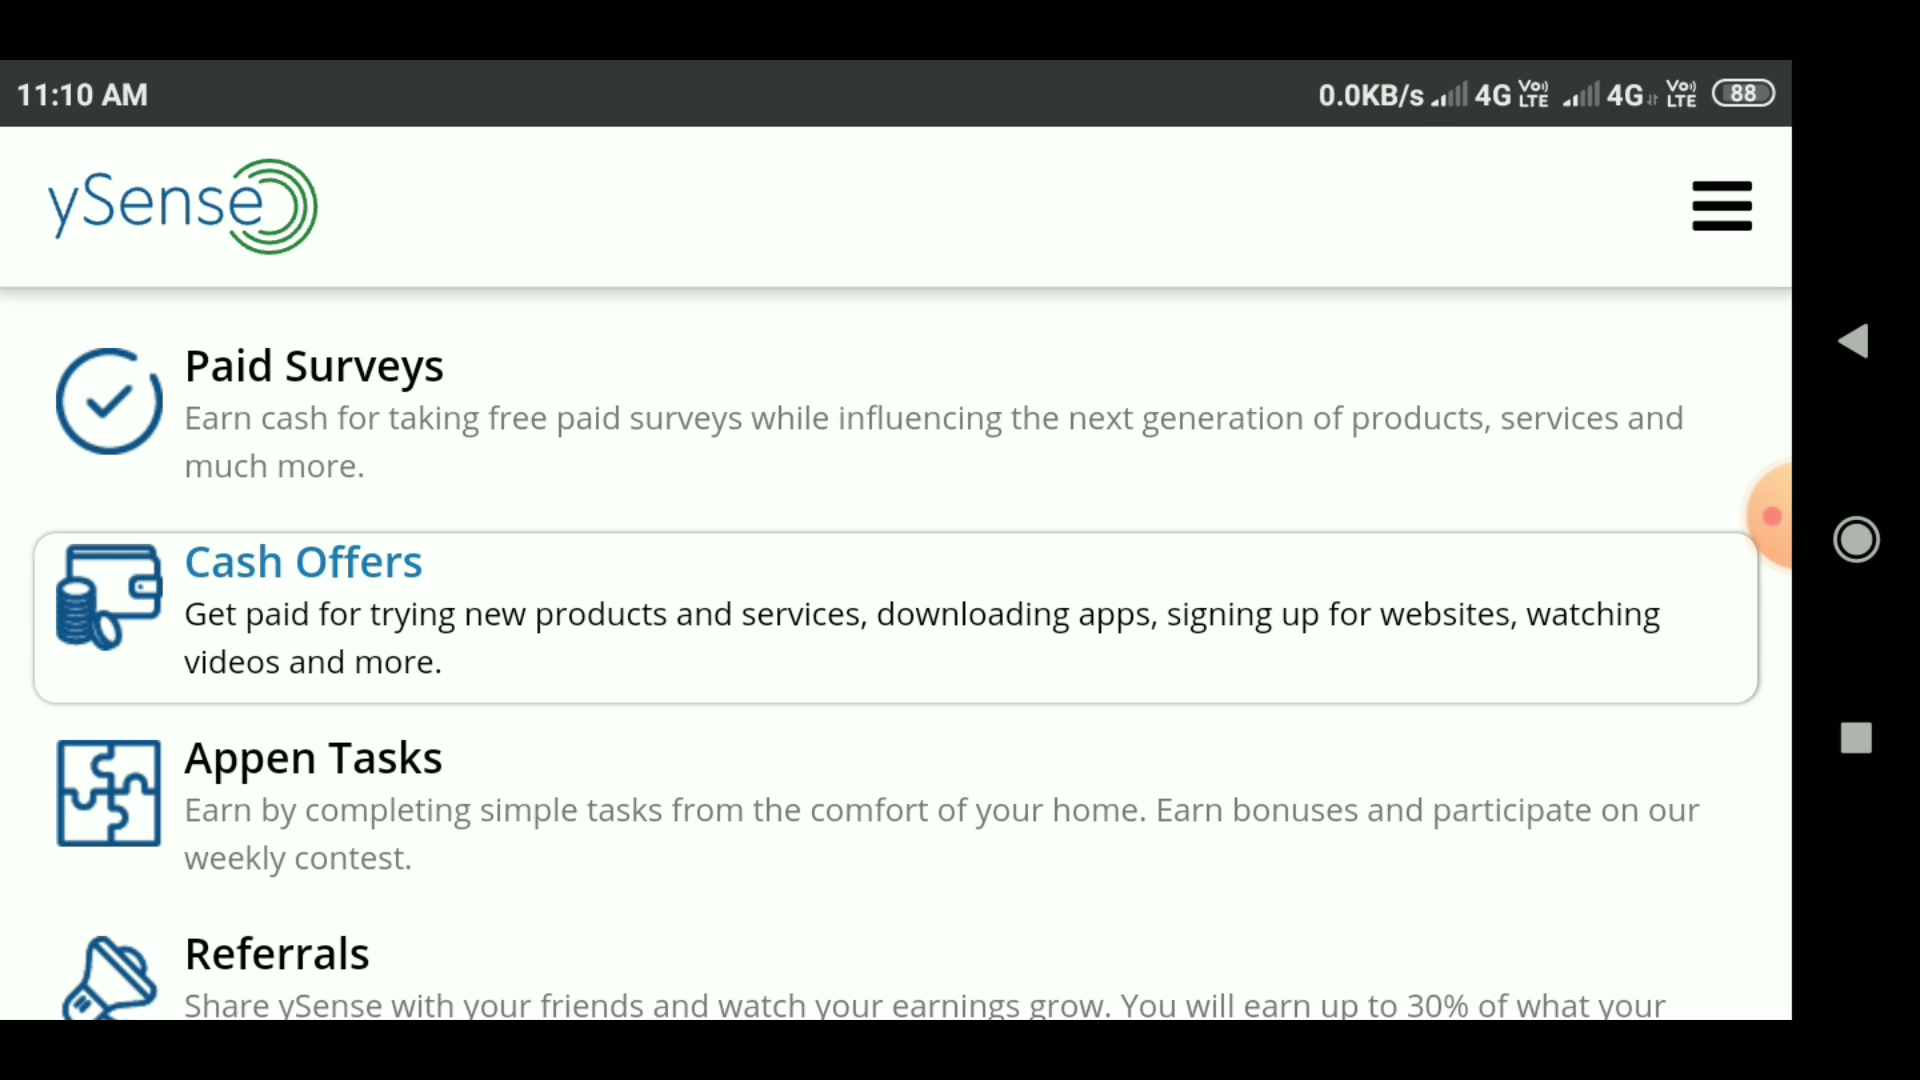 11:10 AM 0.0KB/s 4G Vo) LTE 4G Vo) LTE 88
ySense
Paid Surveys
Earn cash for taking free paid surveys while influencing the next generation of products, services and
much more.
Cash Offers
Get paid for trying new products and services, downloading apps, signing up for websites, watching
videos and more.
Appen Tasks
Earn by completing simple tasks from the comfort of your home. Earn bonuses and participate on our
weekly contest.
Referrals
Share ySense with your friends and watch your earnings grow. You will earn up to 30% of what your